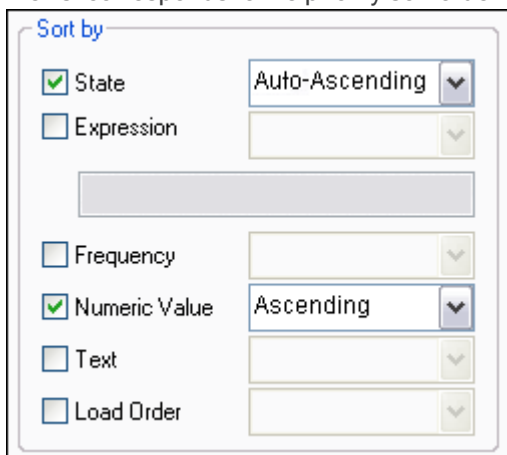 Sort by
State Auto-Ascending
Expression
Frequency
Numeric Value Ascending
Text
Load Order